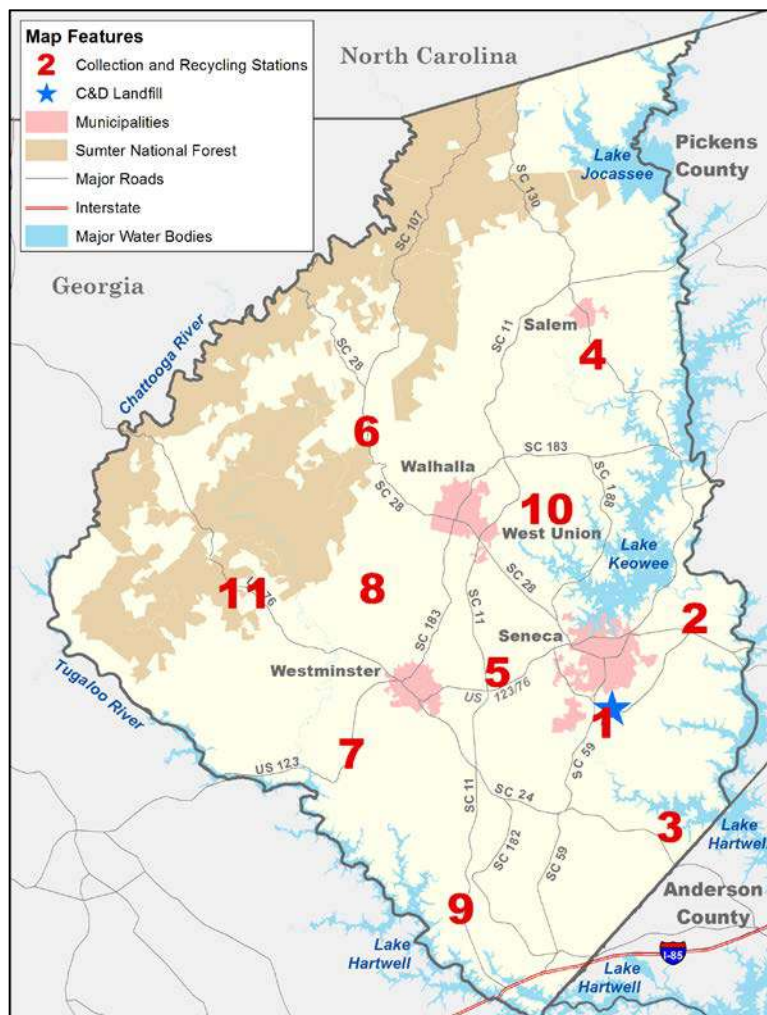 Map Features
2 Collection and Recycling Stations
C&D Landfill
Municipalities
Sumter National Forest
Major Roads
Interstate
Major Water Bodies
North Carolina
Pickens
County
Lake
Jocassee
SC 130
SC 107
Georgia
Chattooga River
Salem
SC 11
4
SC 28
6
SC 183
Walhalla
SC 188
10
SC 28
West Union
Lake
Keowee
11
US 76
8
SC 28
2
SC 183
SC 11
Seneca
5
Westminster
US 123/76
Tugaloo River
1
7
SC 59
US 123
SC 24
SC 11
3
Lake
Hartwell
SC 182
SC 59
Anderson
County
9
Lake
Hartwell
I-85
Lake
Hartwell